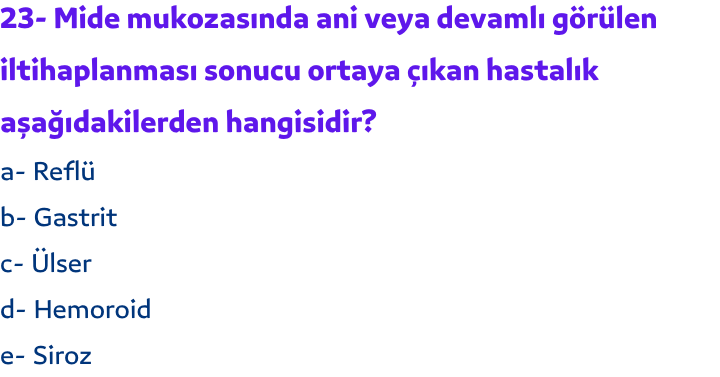 23- Mide mukozasında ani veya devamlı görülen
iltihaplanması sonucu ortaya çıkan hastalık
aşağıdakilerden hangisidir?
a- Reflü
b- Gastrit
c- Ülser
d- Hemoroid
e- Siroz